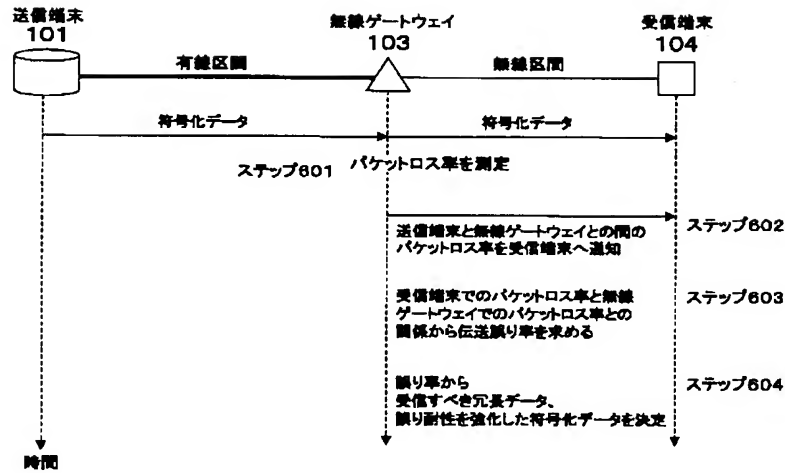 送信端末
101
無線ゲートウェイ
103
受信端末
104
有線区間
無線区間
符号化データ
符号化データ
ステップ601
パケットロス率を測定
送信端末と無線ゲートウェイとの間の
パケットロス率を受信端末へ通知
ステップ602
受信端末でのパケットロス率と無線
ゲートウェイでのパケットロス率との
関係から伝送誤り率を求める
ステップ603
誤り率から
受信すべき冗長データ、
誤り耐性を強化した符号化データを決定
ステップ604
時間